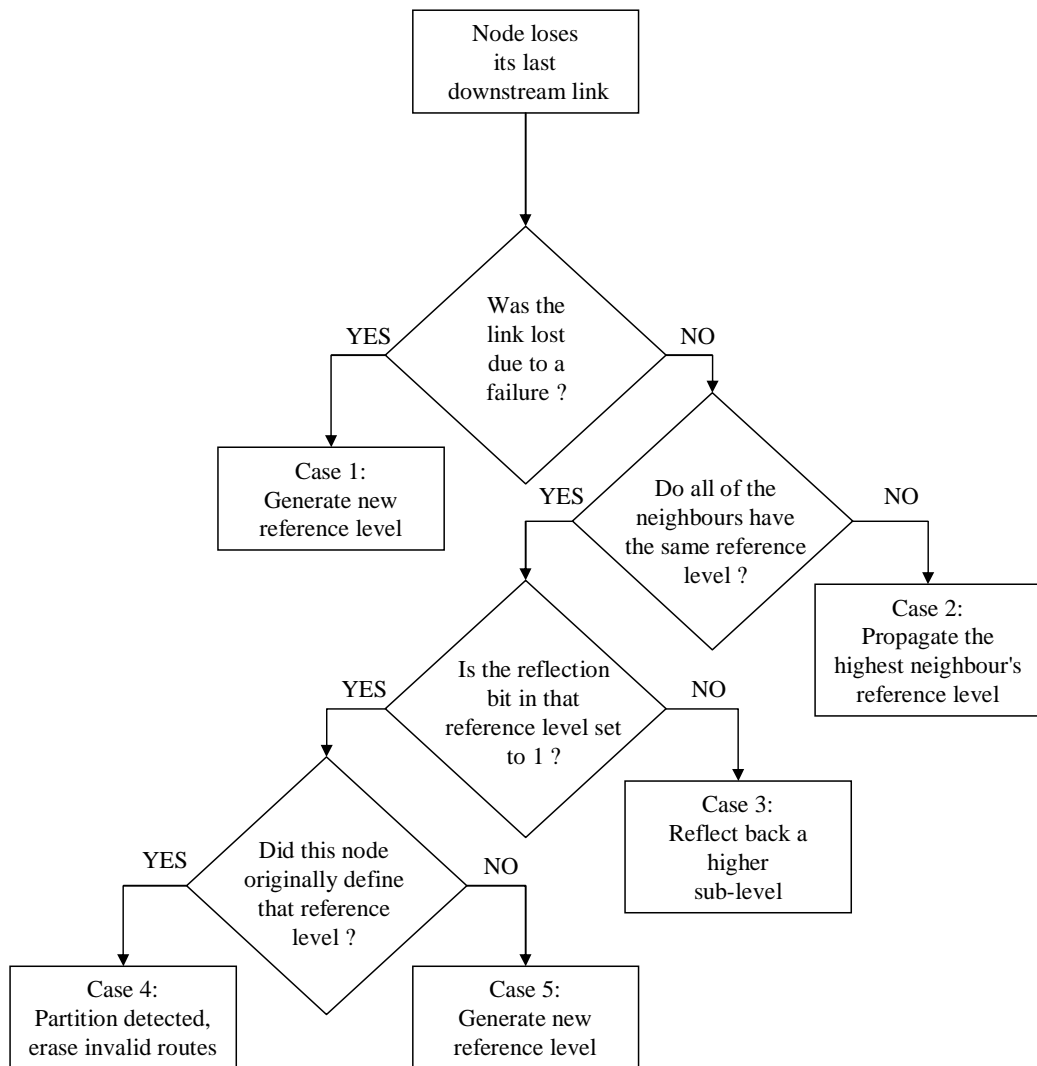 Node loses
its last
downstream link
Was the
link lost
due to a
failure ?
YES
NO
Case 1:
Generate new
reference level
Do all of the
neighbours have
the same reference
level ?
YES
NO
Case 2:
Propagate the
highest neighbour's
reference level
Is the reflection
bit in that
reference level set
to 1 ?
YES
NO
Case 3:
Reflect back a
higher
sub-level
Did this node
originally define
that reference
level ?
YES
NO
Case 4:
Partition detected,
erase invalid routes
Case 5:
Generate new
reference level